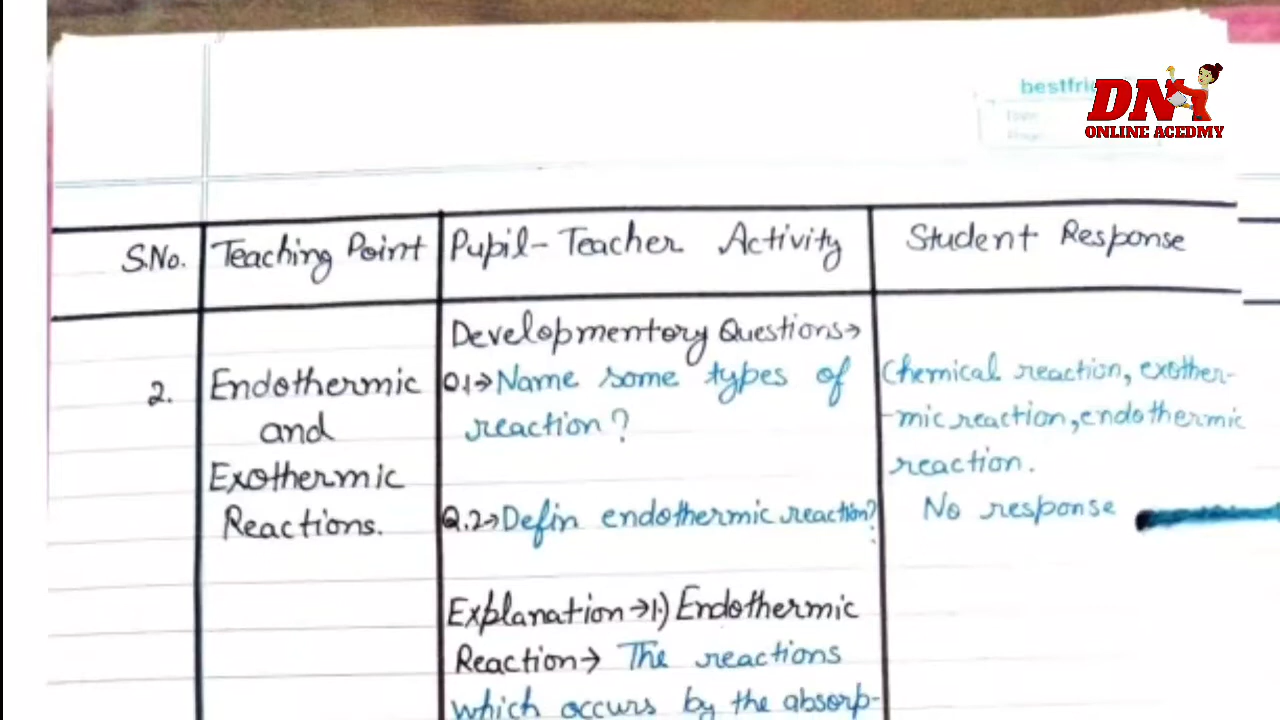 bestfri
DN
ONLINE ACEDMY
S.No. Teaching Point Pupil-Teacher Activity Student Response
Developmentory Questions→
2. Endothermic Q.1→ Name some types of Chemical reaction, exother-
and reaction? -mic reaction, endothermic
Exothermic reaction.
Reactions. Q.2→ Defin endothermic reaction? No response
Explanation→1.) Endothermic
Reaction→ The reactions
which occurs by the absorp-